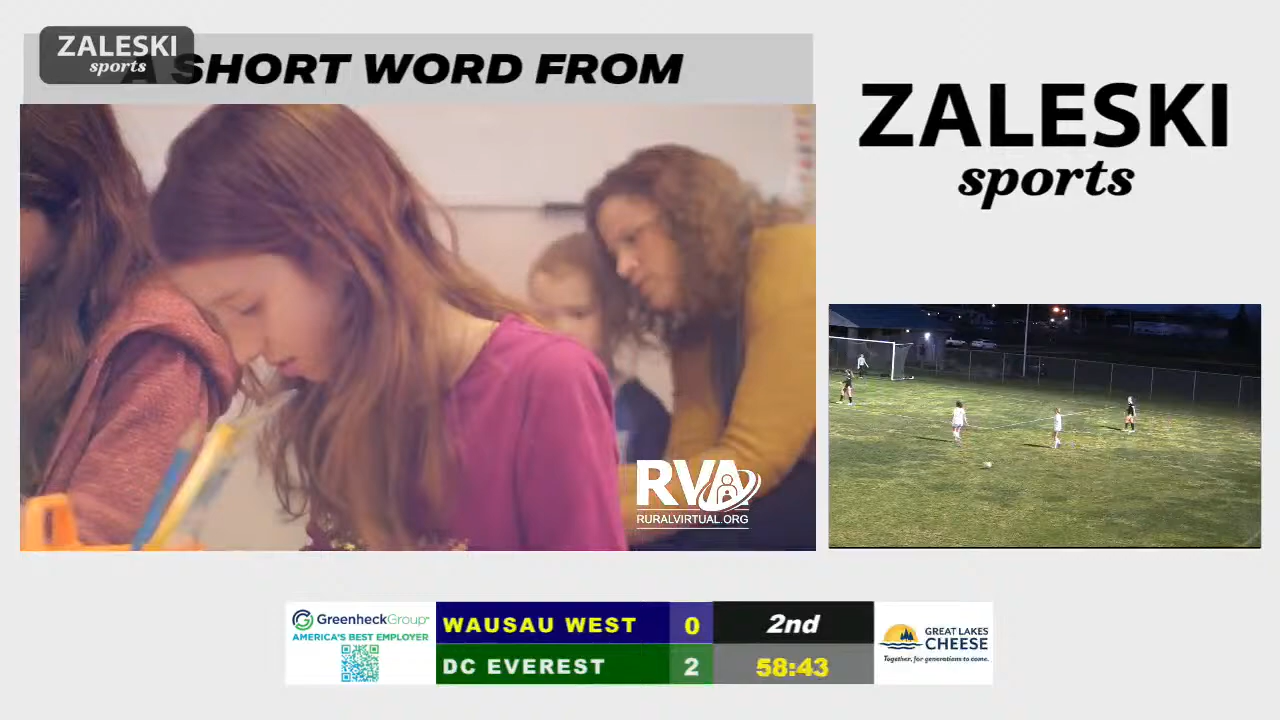 ZALESKI
sports
A SHORT WORD FROM
ZALESKI
sports
RVA
RURALVIRTUAL.ORG
GreenheckGroup
AMERICA'S BEST EMPLOYER
WAUSAU WEST 0
DC EVEREST 2
2nd
58:43
GREAT LAKES
CHEESE
Together, for generations to come.